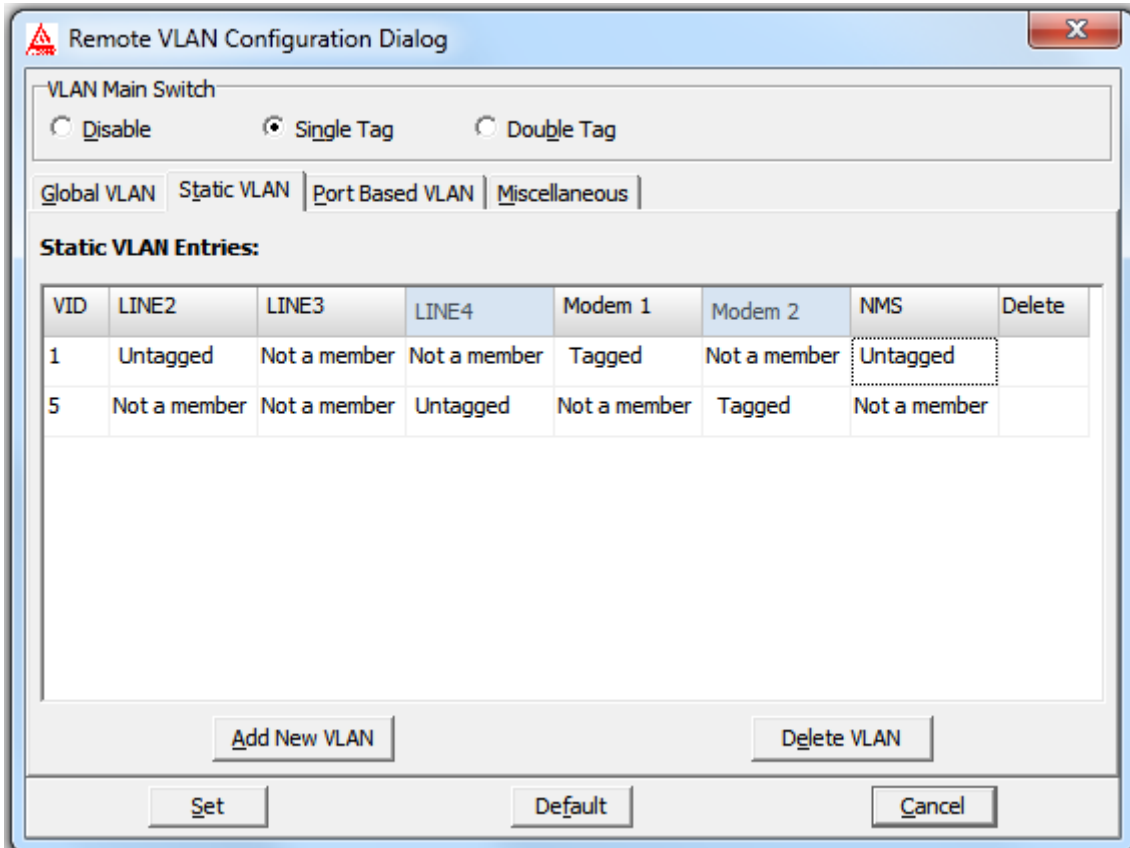 Remote VLAN Configuration Dialog
VLAN Main Switch
Disable Single Tag Double Tag
Global VLAN Static VLAN Port Based VLAN Miscellaneous
Static VLAN Entries:
VID LINE2 LINE3 LINE4 Modem 1 Modem 2 NMS Delete
1 Untagged Not a member Not a member Tagged Not a member Untagged
5 Not a member Not a member Untagged Not a member Tagged Not a member
Add New VLAN Delete VLAN
Set Default Cancel